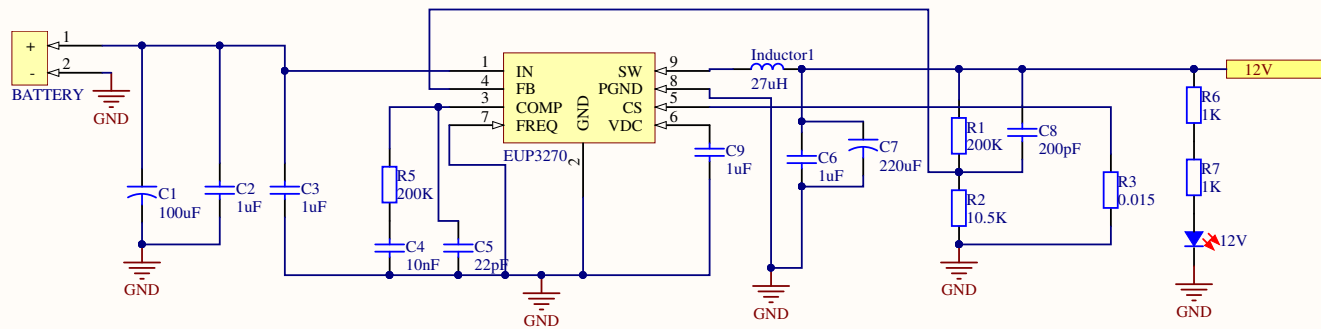 + 1
- 2
BATTERY
GND
C1
100uF
GND
C2
1uF
C3
1uF
R5
200K
C4
10nF
C5
22pF
1 IN
4 FB
3 COMP
7 FREQ
GND
2
SW 9
PGND 8
CS 5
VDC 6
EUP3270
GND
C9
1uF
Inductor1
27uH
C6
1uF
C7
220uF
GND
R1
200K
C8
200pF
R2
10.5K
GND
R3
0.015
12V
R6
1K
R7
1K
12V
GND